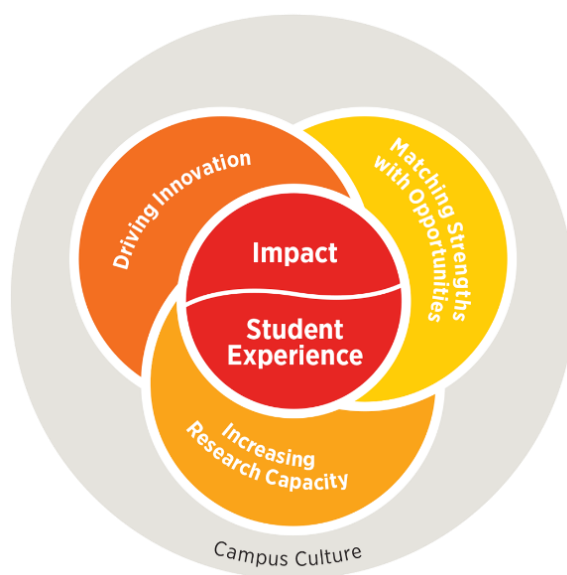 Driving Innovation
Matching Strengths
with Opportunities
Impact
Student
Experience
Increasing
Research Capacity
Campus Culture